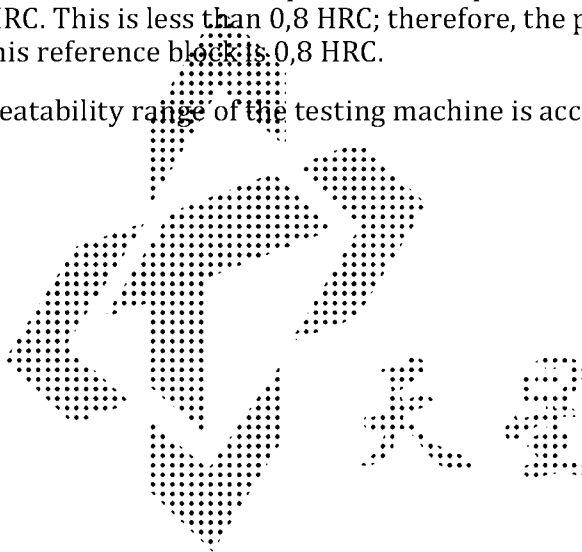 HRC. This is less than 0,8 HRC; therefore, the p
his reference block is 0,8 HRC.
eatability range of the testing machine is acc